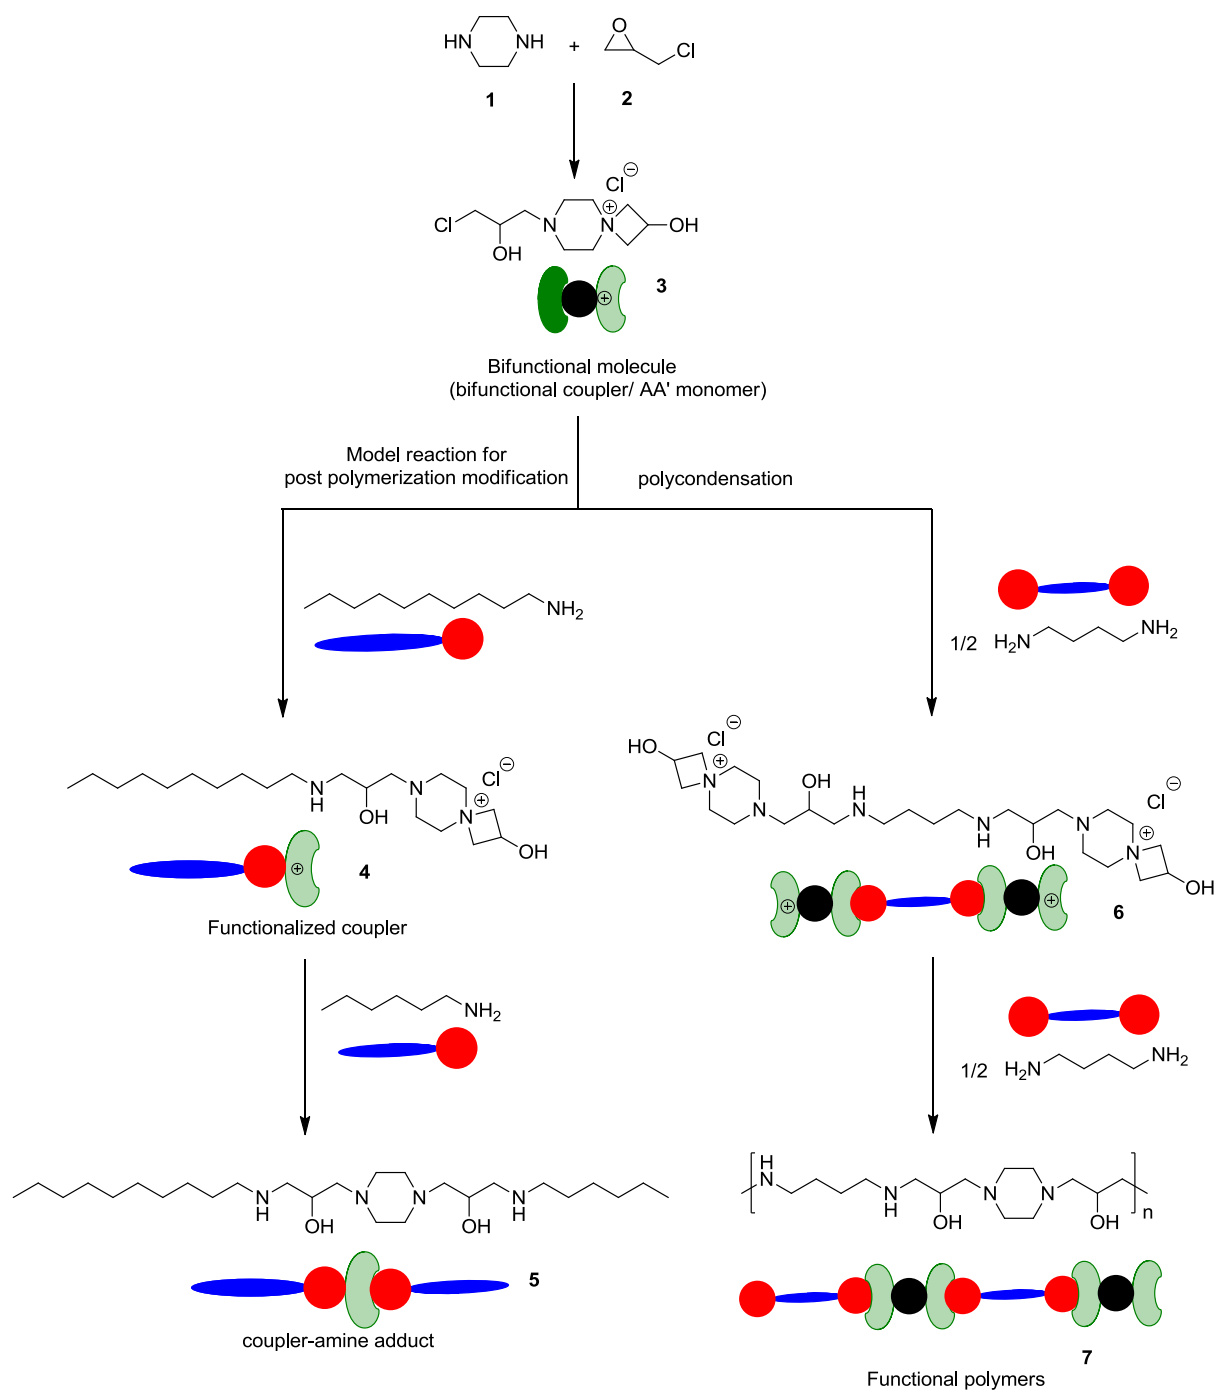 HN NH + O Cl
1 2
Cl⊖
Cl N ⊕ N OH
OH
3
⊕
Bifunctional molecule
(bifunctional coupler/ AA' monomer)
Model reaction for
post polymerization modification
polycondensation
NH2
1/2 H2N NH2
Cl⊖
N H OH N ⊕ N OH
⊕
4
Functionalized coupler
HO Cl⊖
⊕ N N OH H N N H OH N ⊕ N OH
Cl⊖
⊕ ⊕
6
NH2
1/2 H2N NH2
N H OH N N OH N H
5
coupler-amine adduct
H N N H OH N N OH n
7
Functional polymers